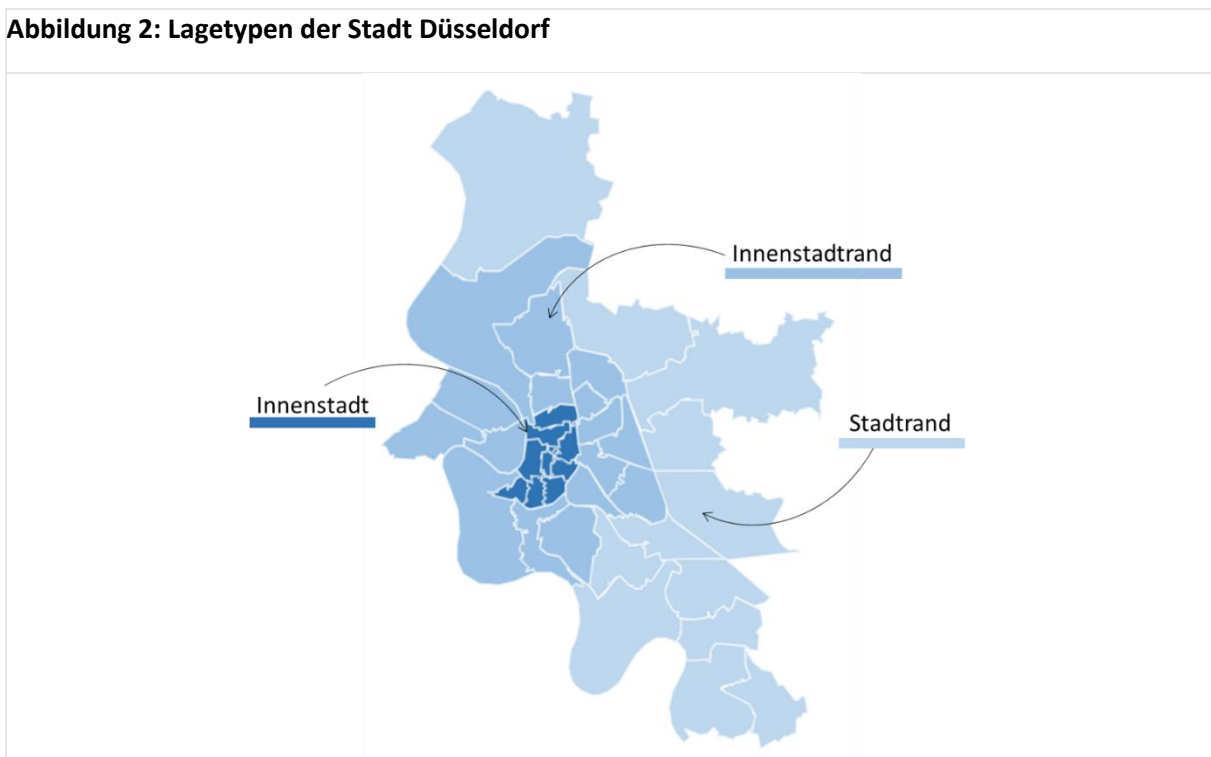 Abbildung 2: Lagetypen der Stadt Düsseldorf
Innenstadtrand
Innenstadt
Stadtrand